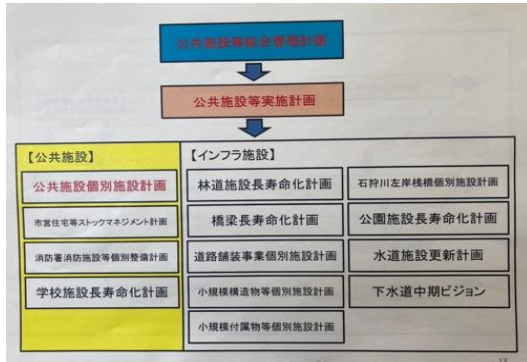 公共施設等総合管理計画
公共施設等実施計画
【公共施設】
公共施設個別施設計画
市営住宅等ストックマネジメント計画
消防署消防施設等個別整備計画
学校施設長寿命化計画
【インフラ施設】
林道施設長寿命化計画
橋梁長寿命化計画
道路舗装事業個別施設計画
小規模構造物等個別施設計画
小規模付属物等個別施設計画
石狩川左岸桟橋個別施設計画
公園施設長寿命化計画
水道施設更新計画
下水道中期ビジョン